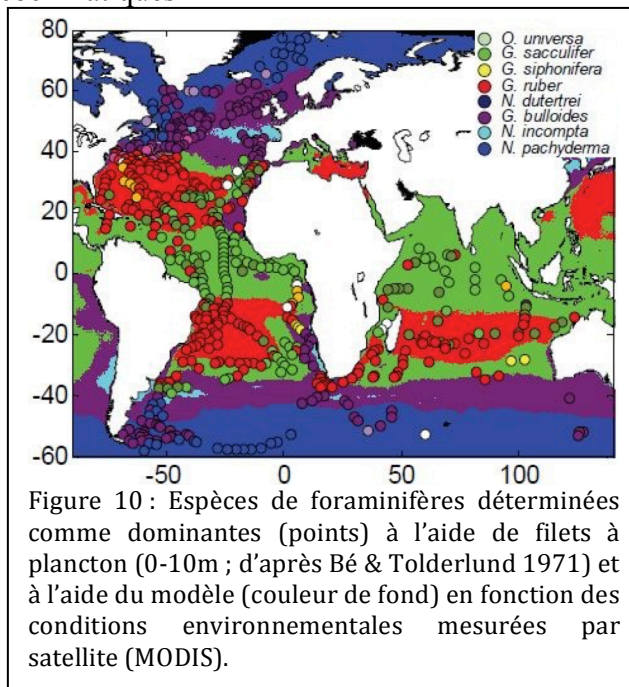 80
60
40
20
0
-20
-40
-60
-50
0
50
100
O. universa
G. sacculifer
G. siphonifera
G. ruber
N. dutertrei
G. bulloides
N. incompta
N. pachyderma
Figure 10 : Espèces de foraminifères déterminées
comme dominantes (points) à l’aide de filets à
plancton (0-10m ; d’après Bé & Tolderlund 1971) et
à l’aide du modèle (couleur de fond) en fonction des
conditions environnementales mesurées par
satellite (MODIS).